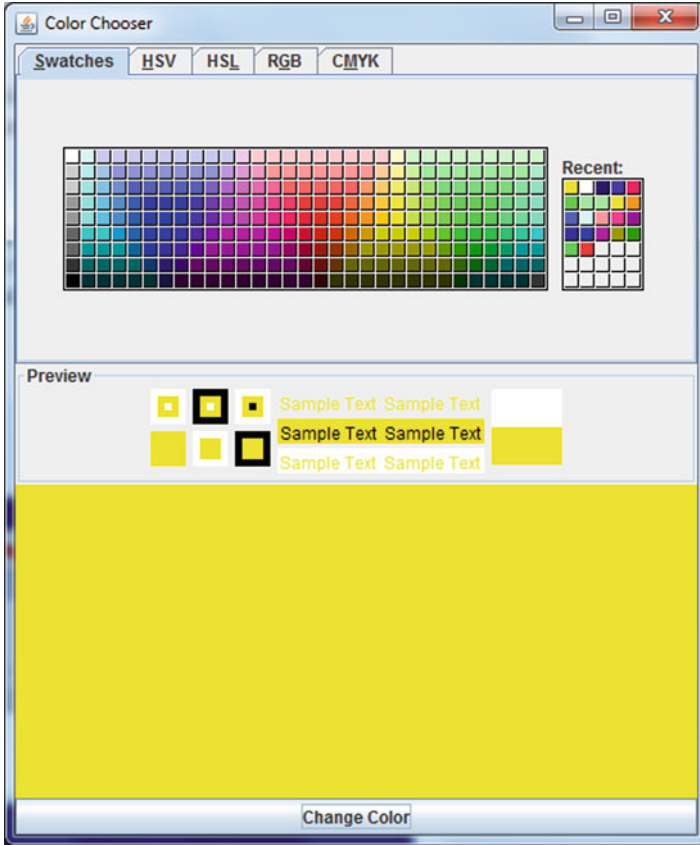 Color Chooser
Swatches HSV HSL RGB CMYK
Recent:
Preview
Sample Text Sample Text
Sample Text Sample Text
Sample Text Sample Text
Change Color